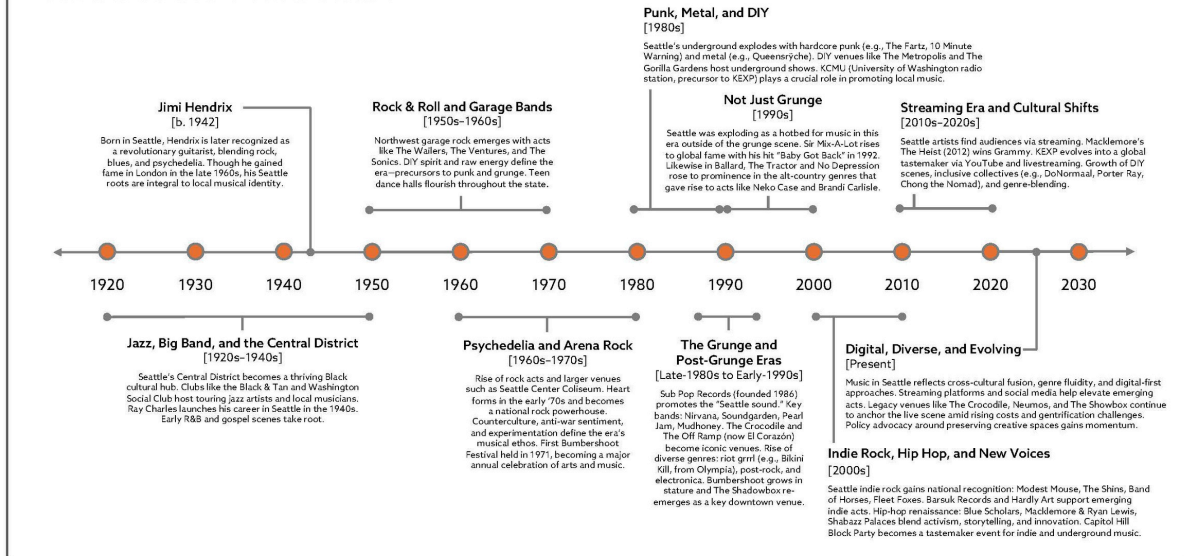 Punk, Metal, and DIY
[1980s]
Seattle's underground explodes with hardcore punk (e.g., The Fartz, 10 Minute
Warning) and metal (e.g., Queensrÿche). DIY venues like The Metropolis and The
Gorilla Gardens host underground shows. KCMU (University of Washington radio
station, precursor to KEXP) plays a crucial role in promoting local music.
Jimi Hendrix
[b. 1942]
Born in Seattle, Hendrix is later recognized as
a revolutionary guitarist, blending rock,
blues, and psychedelia. Though he gained
fame in London in the late 1960s, his Seattle
roots are integral to local musical identity.
Rock & Roll and Garage Bands
[1950s–1960s]
Northwest garage rock emerges with acts
like The Wailers, The Ventures, and The
Sonics. DIY spirit and raw energy define the
era—precursors to punk and grunge. Teen
dance halls flourish throughout the state.
Not Just Grunge
[1990s]
Seattle was exploding as a hotbed for music in this
era outside of the grunge scene. Sir Mix-A-Lot rises
to global fame with his hit "Baby Got Back" in 1992.
Likewise in Ballard, The Tractor and No Depression
rose to prominence in the alt-country genres that
gave rise to acts like Neko Case and Brandi Carlisle.
Streaming Era and Cultural Shifts
[2010s–2020s]
Seattle artists find audiences via streaming. Macklemore's
The Heist (2012) wins Grammy. KEXP evolves into a global
tastemaker via YouTube and livestreaming. Growth of DIY
scenes, inclusive collectives (e.g., DoNormaal, Porter Ray,
Chong the Nomad), and genre-blending.
1920 1930 1940 1950 1960 1970 1980 1990 2000 2010 2020 2030
Jazz, Big Band, and the Central District
[1920s–1940s]
Seattle's Central District becomes a thriving Black
cultural hub. Clubs like the Black & Tan and Washington
Social Club host touring jazz artists and local musicians.
Ray Charles launches his career in Seattle in the 1940s.
Early R&B and gospel scenes take root.
Psychedelia and Arena Rock
[1960s–1970s]
Rise of rock acts and larger venues
such as Seattle Center Coliseum. Heart
forms in the early '70s and becomes
a national rock powerhouse.
Counterculture, anti-war sentiment,
and experimentation define the era's
musical ethos. First Bumbershoot
Festival held in 1971, becoming a major
annual celebration of arts and music.
The Grunge and
Post-Grunge Eras
[Late-1980s to Early-1990s]
Sub Pop Records (founded 1986)
promotes the "Seattle sound." Key
bands: Nirvana, Soundgarden, Pearl
Jam, Mudhoney. The Crocodile and
The Off Ramp (now El Corazón)
become iconic venues. Rise of
diverse genres: riot grrrl (e.g., Bikini
Kill, from Olympia), post-rock, and
electronica. Bumbershoot grows in
stature and The Shadowbox re-
emerges as a key downtown venue.
Digital, Diverse, and Evolving
[Present]
Music in Seattle reflects cross-cultural fusion, genre fluidity, and digital-first
approaches. Streaming platforms and social media help elevate emerging
acts. Legacy venues like The Crocodile, Neumos, and The Showbox continue
to anchor the live scene amid rising costs and gentrification challenges.
Policy advocacy around preserving creative spaces gains momentum.
Indie Rock, Hip Hop, and New Voices
[2000s]
Seattle indie rock gains national recognition: Modest Mouse, The Shins, Band
of Horses, Fleet Foxes. Barsuk Records and Hardly Art support emerging
indie acts. Hip-hop renaissance: Blue Scholars, Macklemore & Ryan Lewis,
Shabazz Palaces blend activism, storytelling, and innovation. Capitol Hill
Block Party becomes a tastemaker event for indie and underground music.